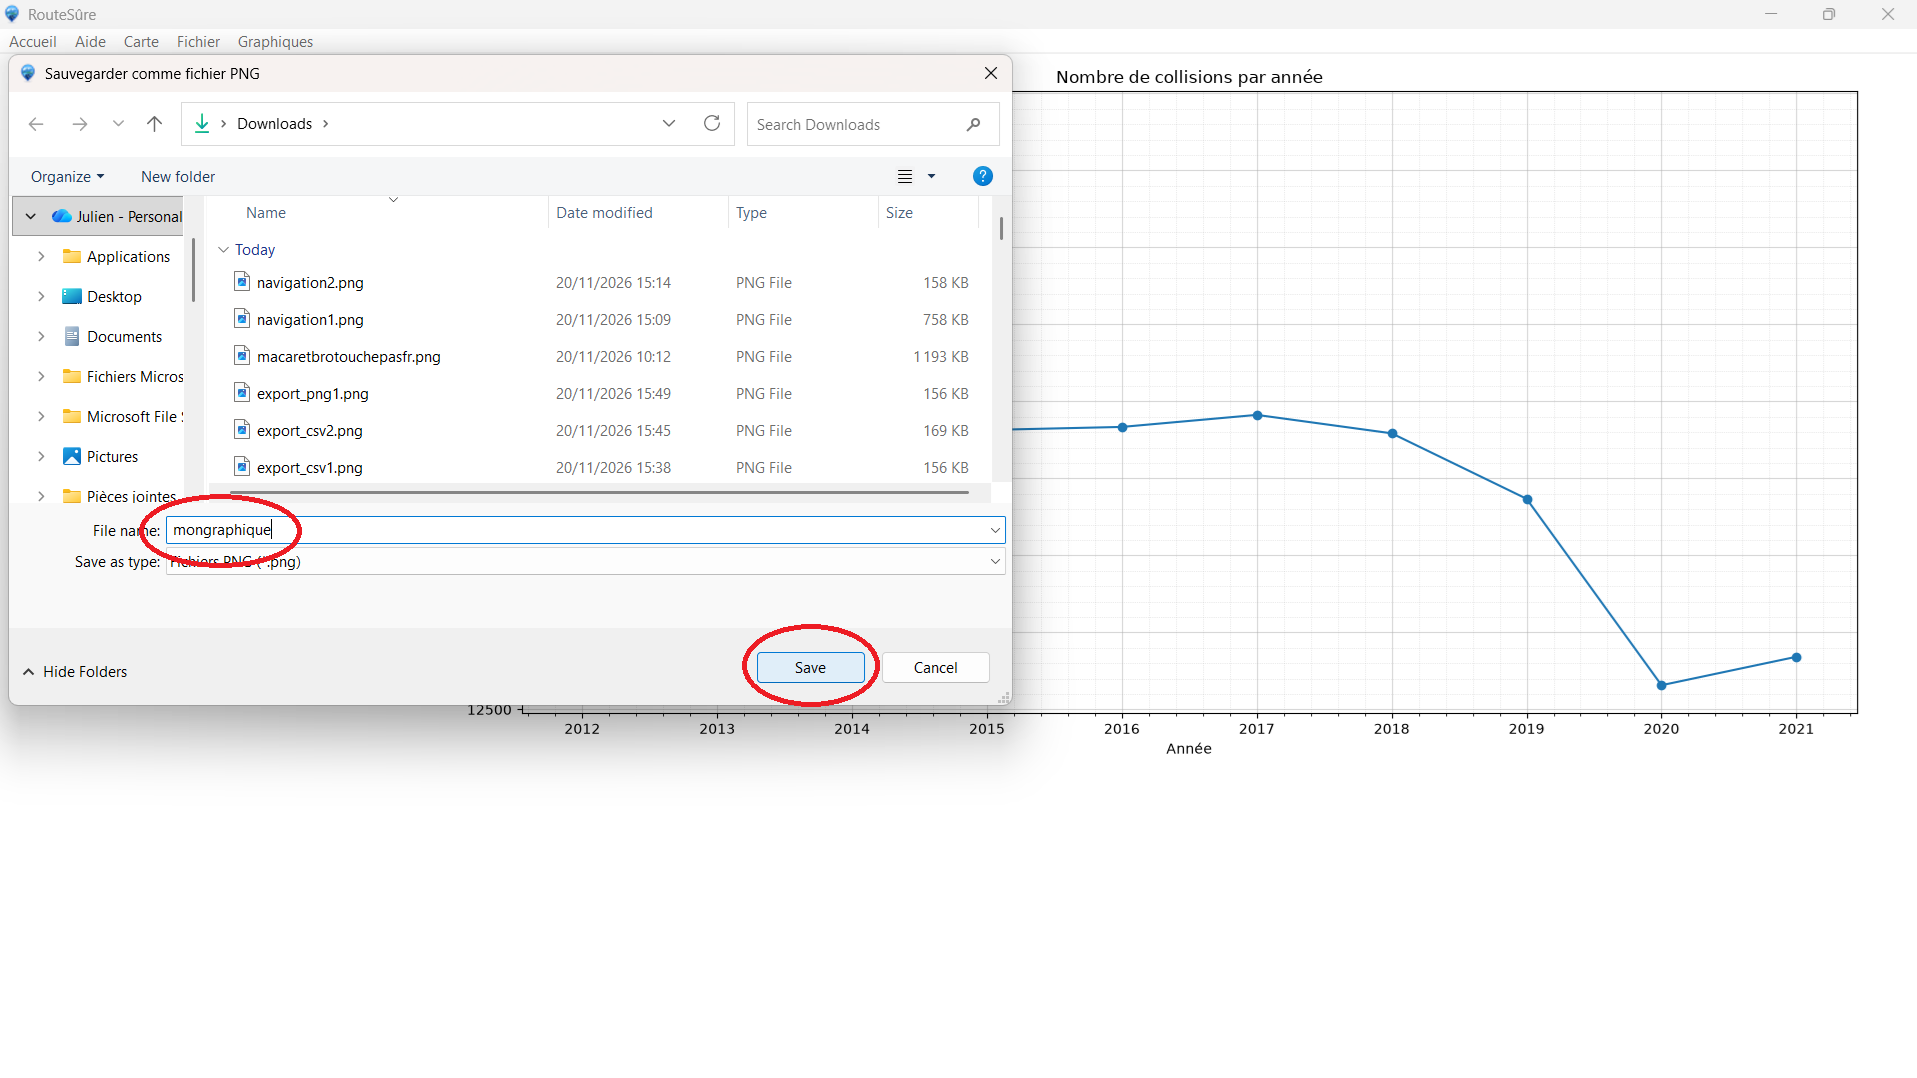 RouteSûre
Accueil Aide Carte Fichier Graphiques
Sauvegarder comme fichier PNG
Downloads
Search Downloads
Organize New folder
Julien - Personal
Applications
Desktop
Documents
Fichiers Micros
Microsoft File S
Pictures
Pièces jointes
Name Date modified Type Size
Today
navigation2.png 20/11/2026 15:14 PNG File 158 KB
navigation1.png 20/11/2026 15:09 PNG File 758 KB
macaretbrotouchepasfr.png 20/11/2026 10:12 PNG File 1 193 KB
export_png1.png 20/11/2026 15:49 PNG File 156 KB
export_csv2.png 20/11/2026 15:45 PNG File 169 KB
export_csv1.png 20/11/2026 15:38 PNG File 156 KB
File name: mongraphique
Save as type: Fichiers PNG (*.png)
Hide Folders
Save Cancel
Nombre de collisions par année
12500
2012 2013 2014 2015 2016 2017 2018 2019 2020 2021
Année